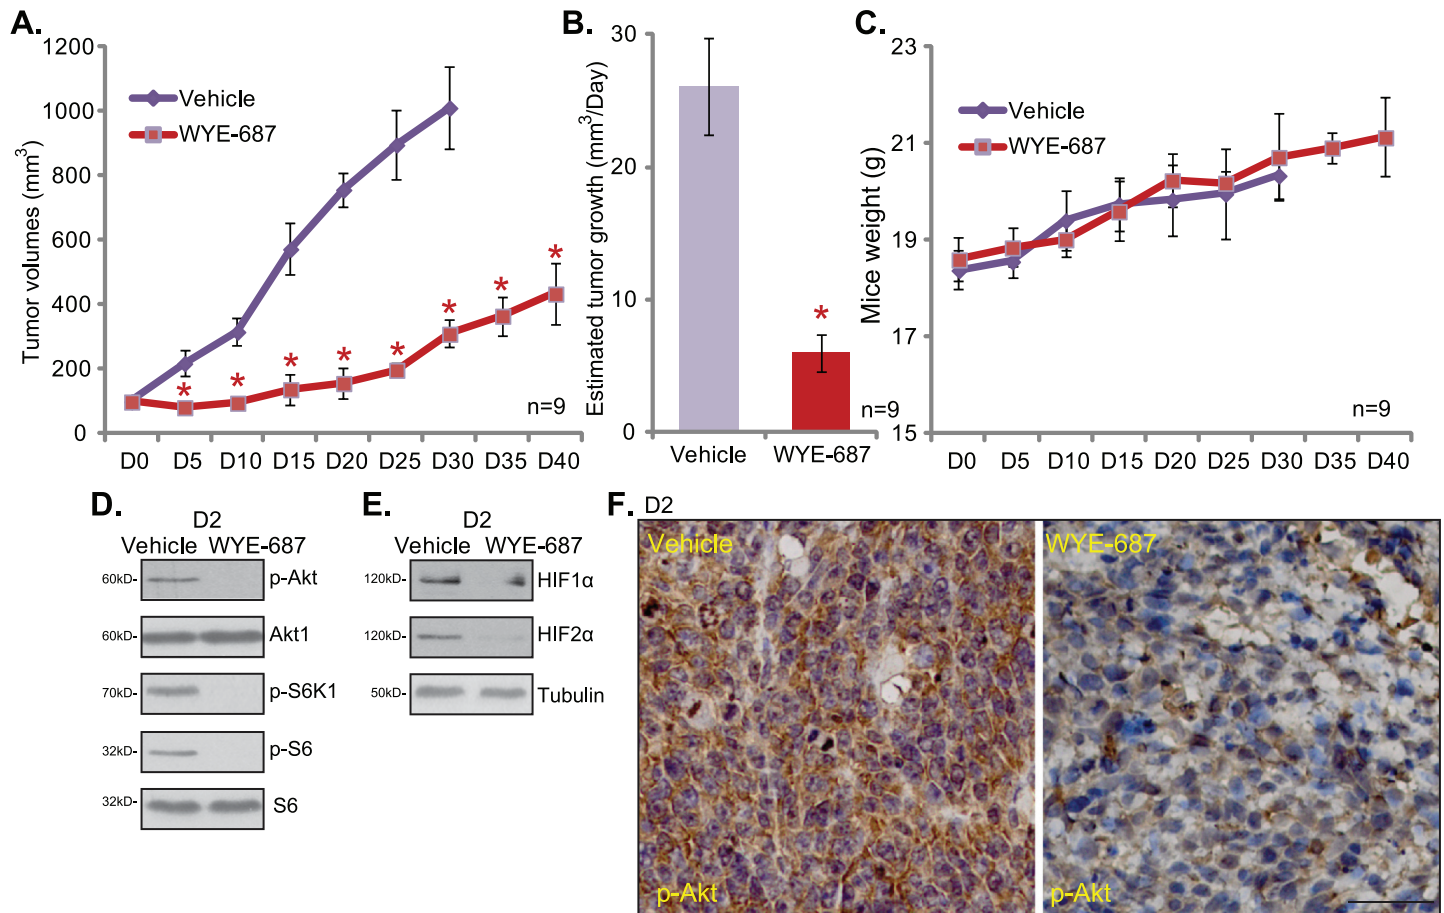 A.
Tumor volumes (mm³)
1200
1000
800
600
400
200
0
Vehicle
WYE-687
*
*
*
*
*
*
*
*
n=9
D0 D5 D10 D15 D20 D25 D30 D35 D40
B.
Estimated tumor growth (mm³/Day)
30
20
10
0
*
n=9
Vehicle WYE-687
C.
Mice weight (g)
23
21
19
17
15
Vehicle
WYE-687
n=9
D0 D5 D10 D15 D20 D25 D30 D35 D40
D.
D2
Vehicle WYE-687
60kD- p-Akt
60kD- Akt1
70kD- p-S6K1
32kD- p-S6
32kD- S6
E.
D2
Vehicle WYE-687
120kD- HIF1α
120kD- HIF2α
50kD- Tubulin
F. D2
Vehicle
p-Akt
WYE-687
p-Akt